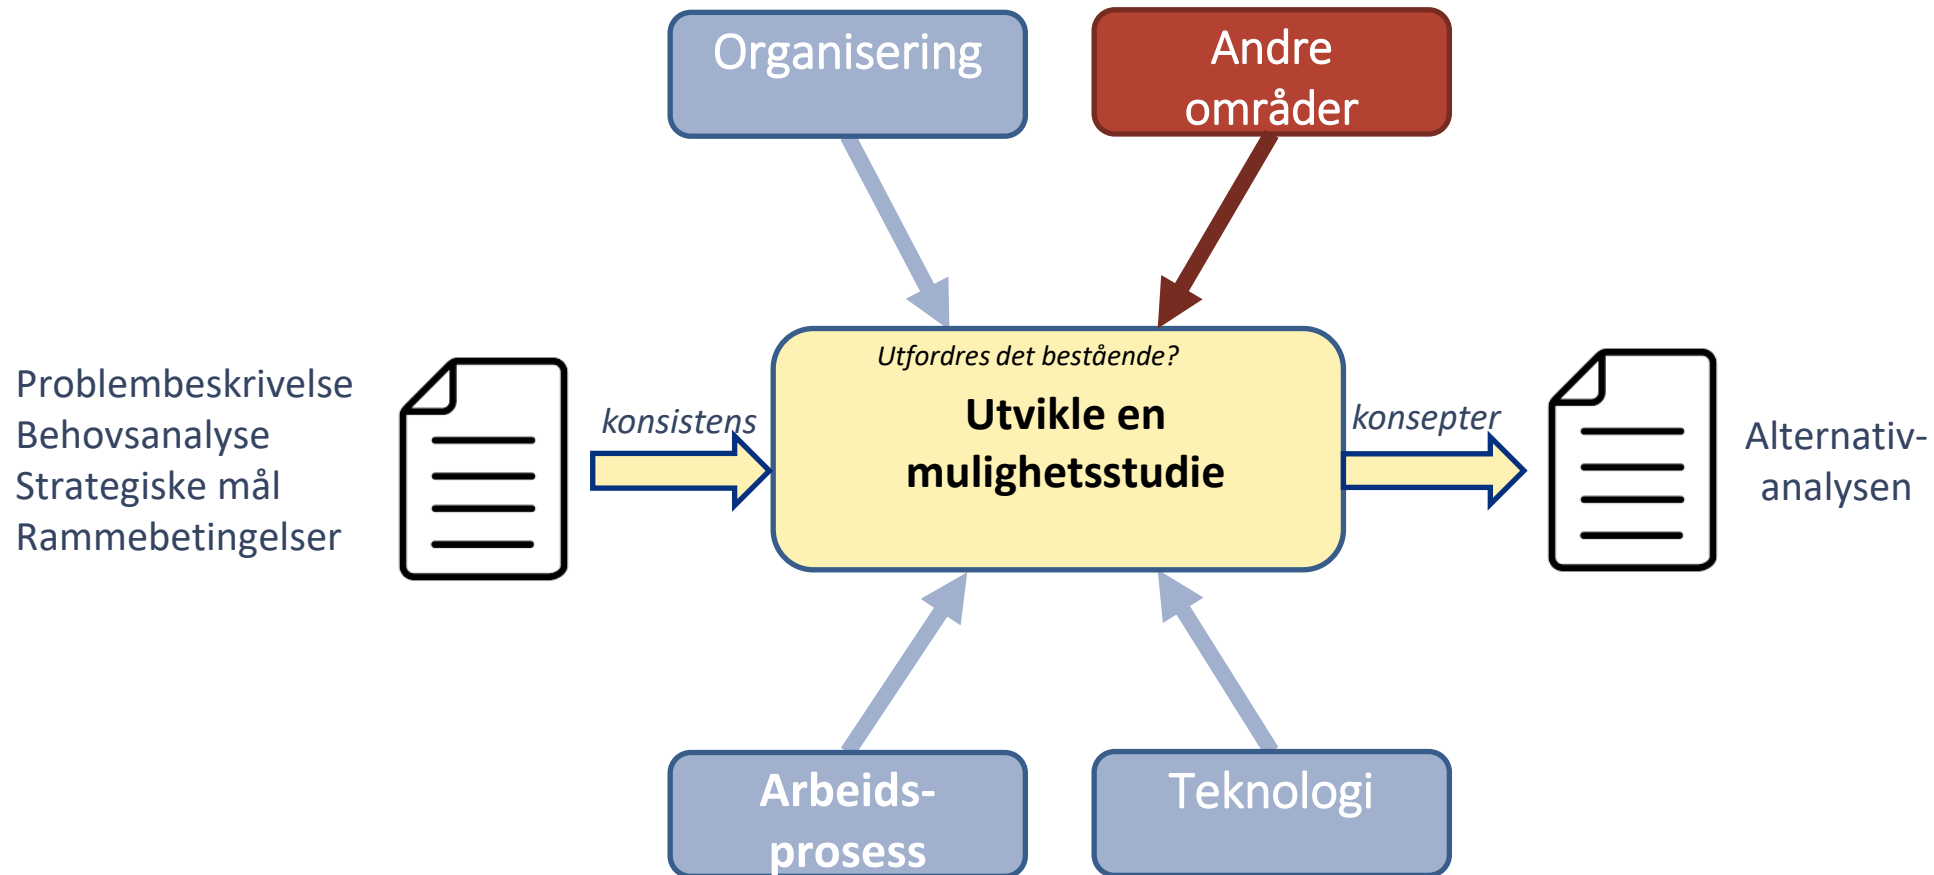 Organisering
Andre
områder
Problembeskrivelse
Behovsanalyse
Strategiske mål
Rammebetingelser
konsistens
Utfordres det bestående?
Utvikle en
mulighetsstudie
konsepter
Alternativ-
analysen
Arbeids-
prosess
Teknologi